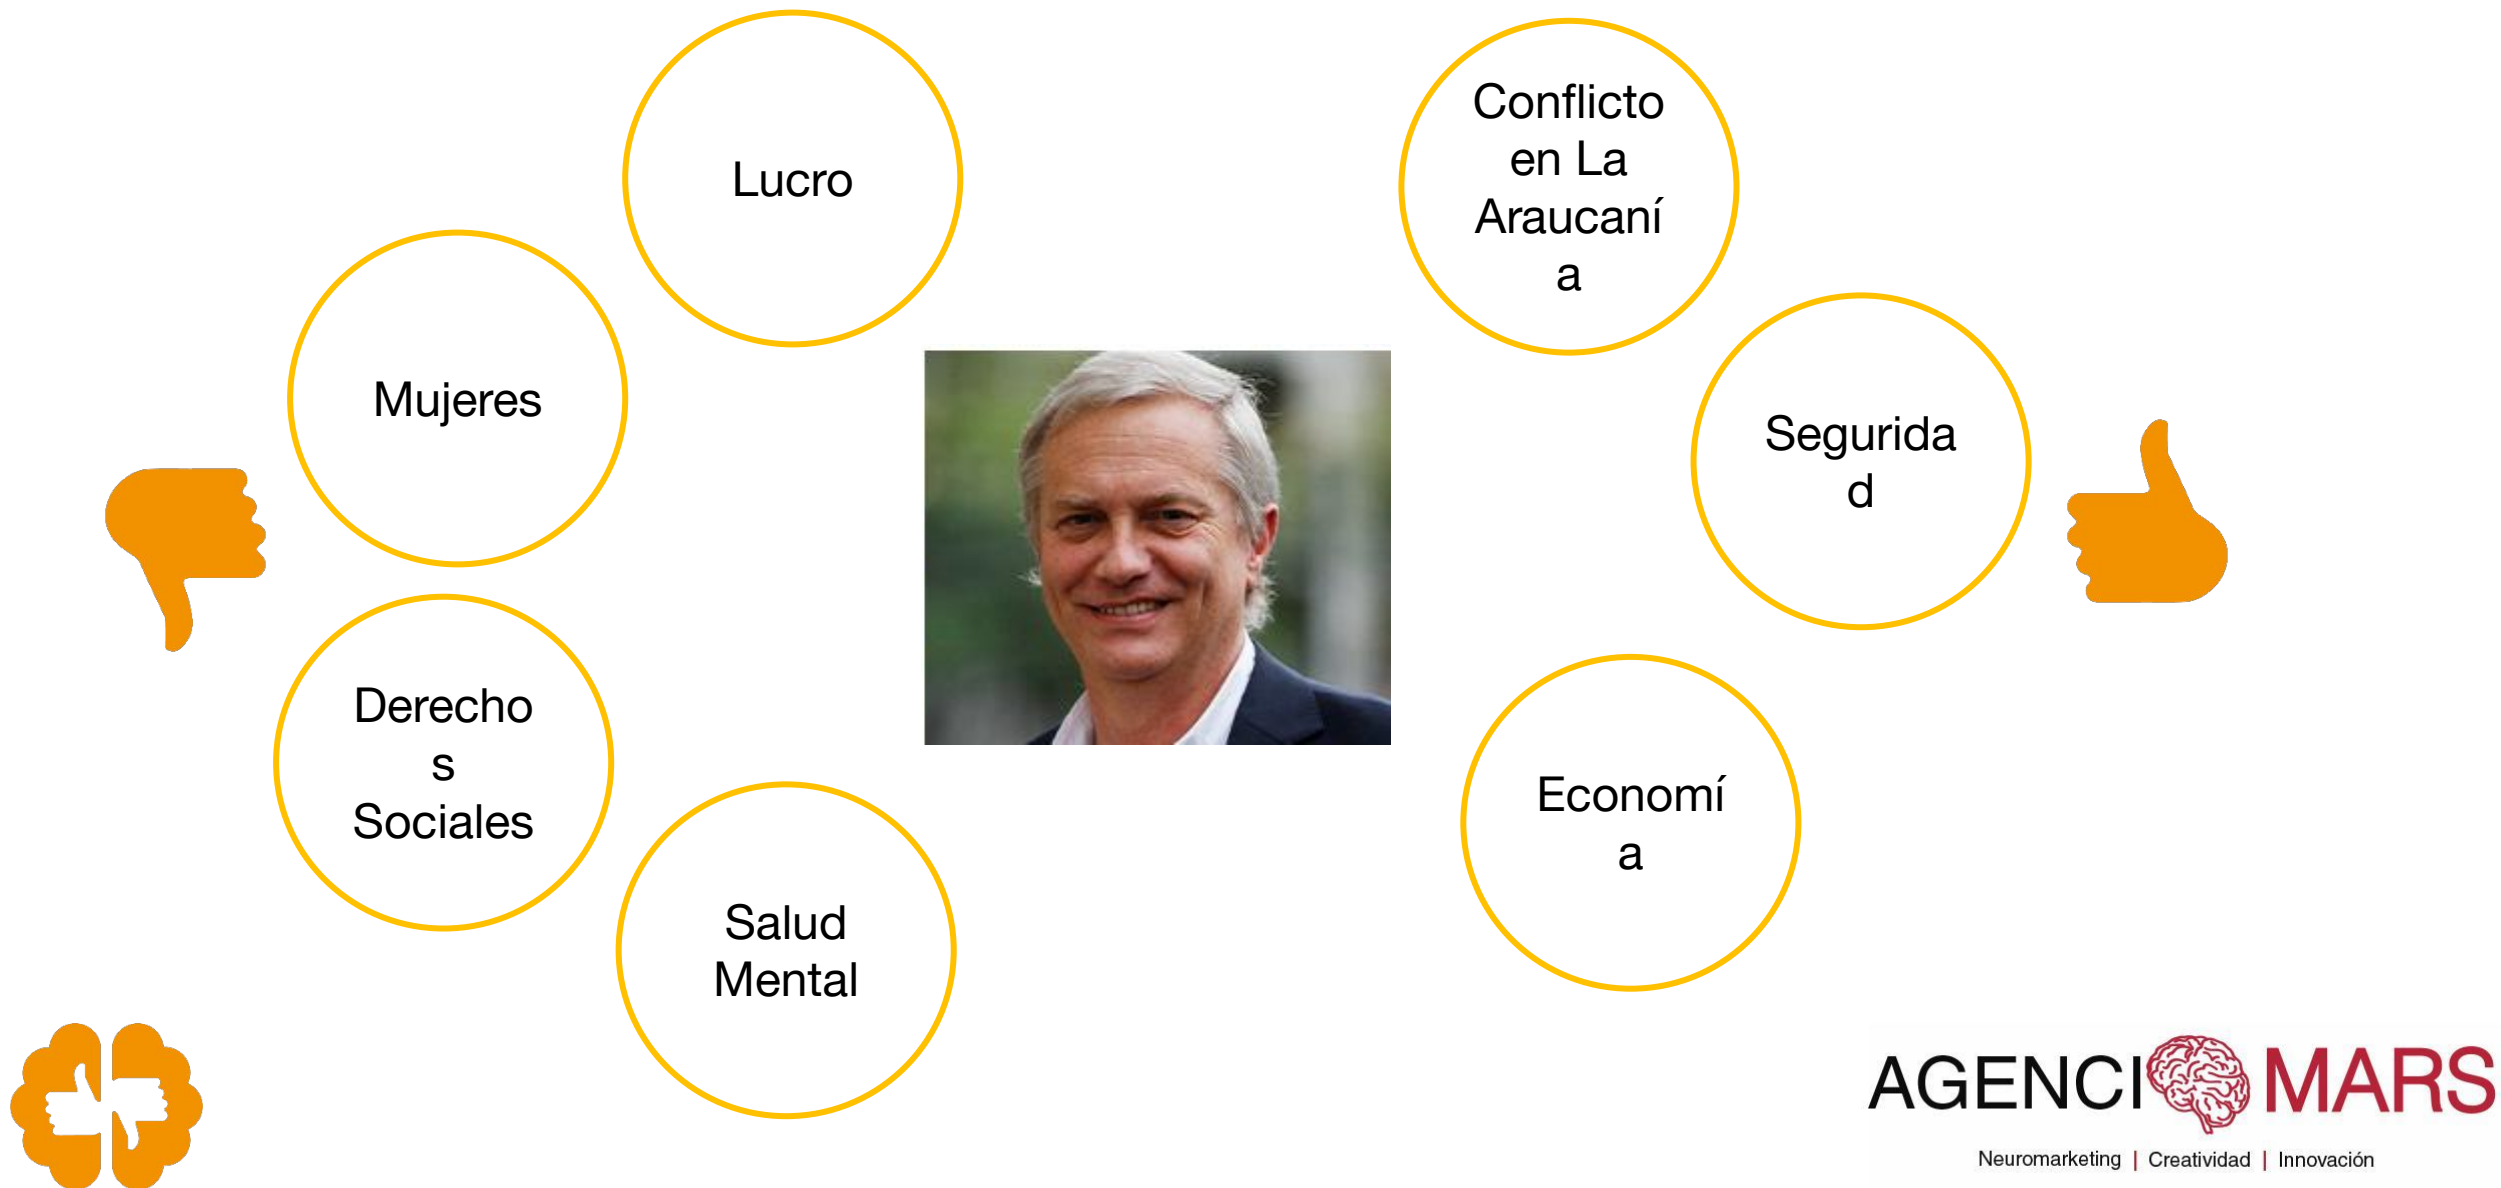 Lucro
Mujeres
Derecho
s
Sociales
Salud
Mental
Conflicto
en La
Araucaní
a
Segurida
d
Economí
a
AGENCI MARS
Neuromarketing | Creatividad | Innovación